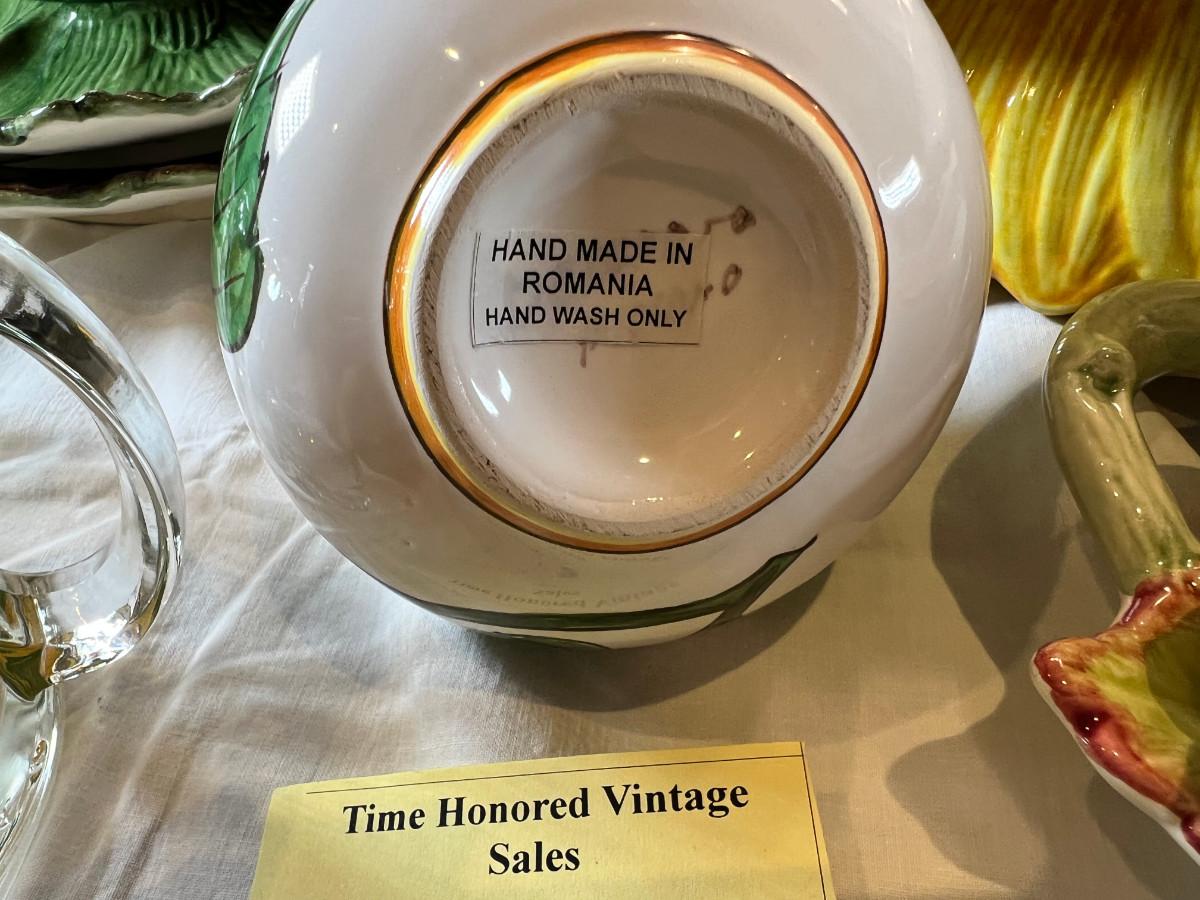 HAND MADE IN
ROMANIA
HAND WASH ONLY
Time Honored Vintage
Sales